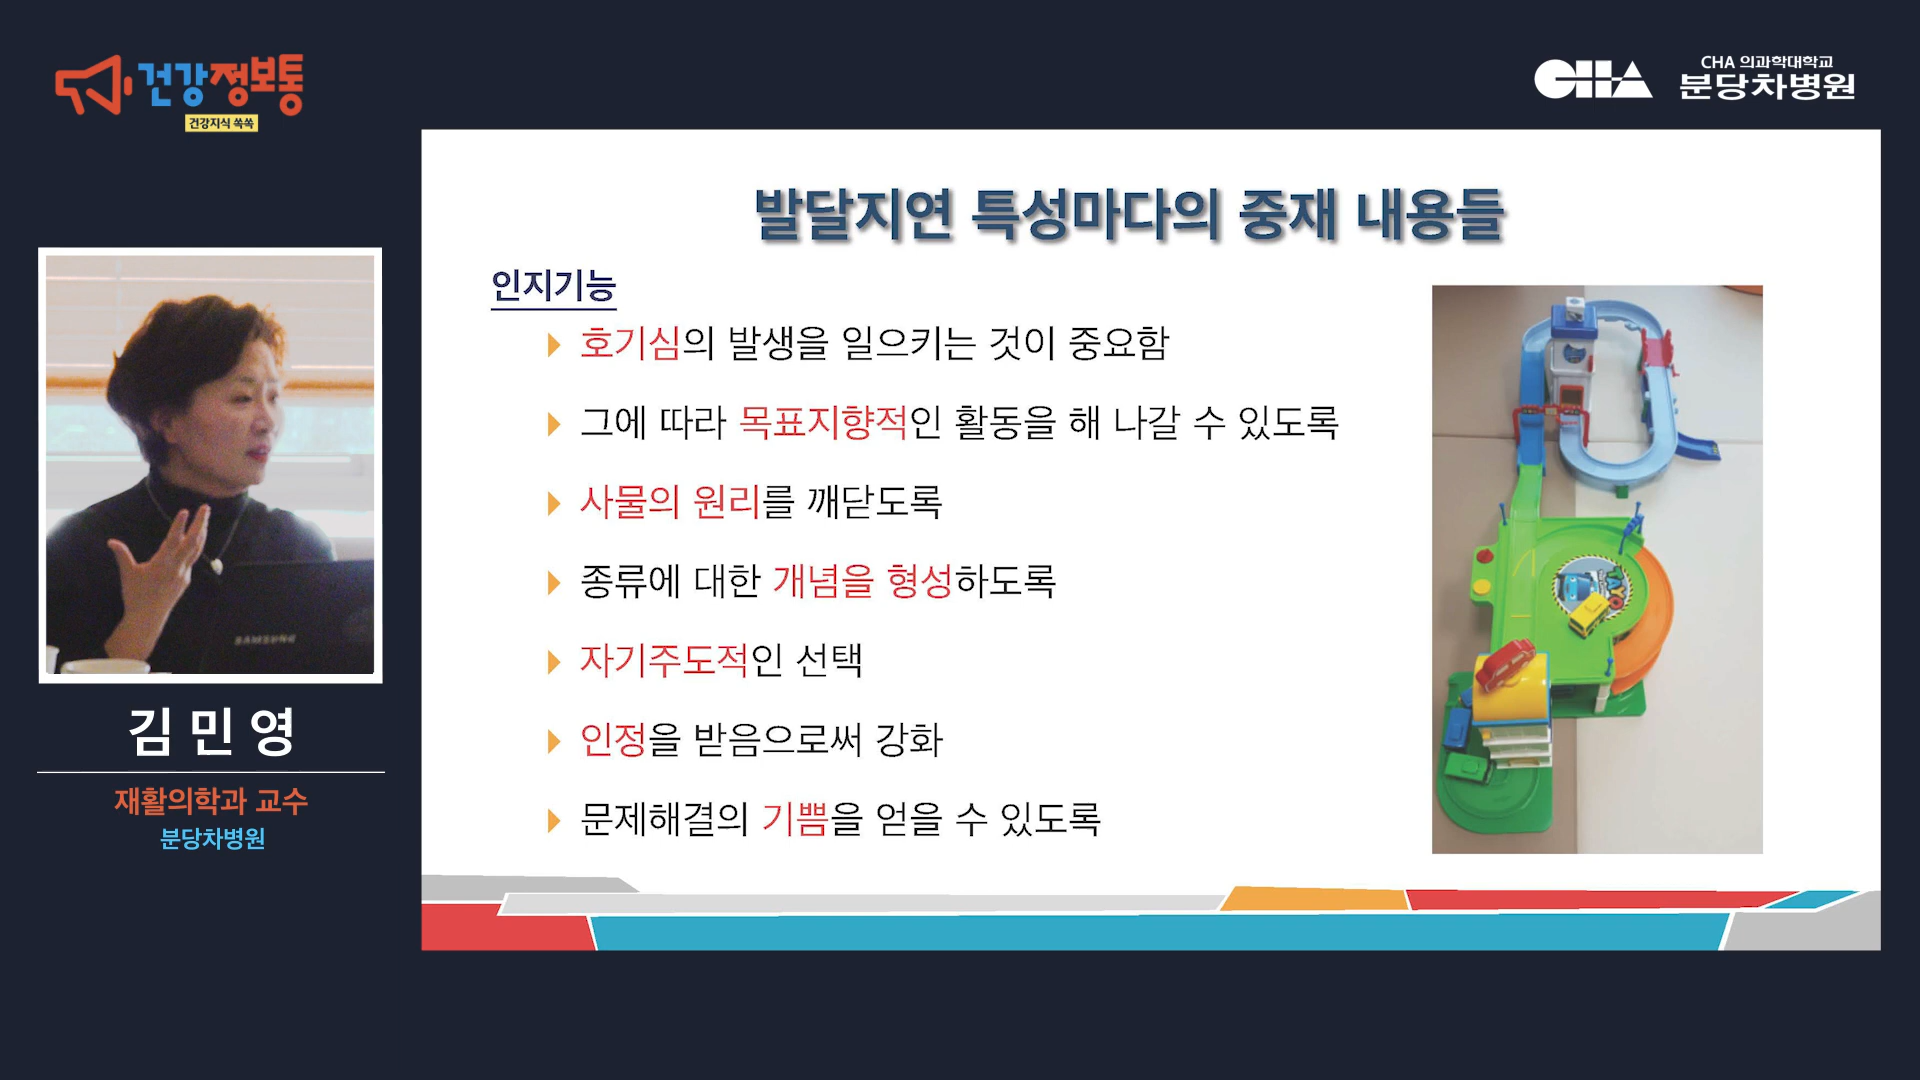 건강정보통
건강지식 쏙쏙
CHA
CHA 의과학대학교
분당차병원
발달지연 특성마다의 중재 내용들
인지기능
호기심의 발생을 일으키는 것이 중요함
그에 따라 목표지향적인 활동을 해 나갈 수 있도록
사물의 원리를 깨닫도록
종류에 대한 개념을 형성하도록
자기주도적인 선택
인정을 받음으로써 강화
문제해결의 기쁨을 얻을 수 있도록
TAYO
SAMSUNG
김민영
재활의학과 교수
분당차병원